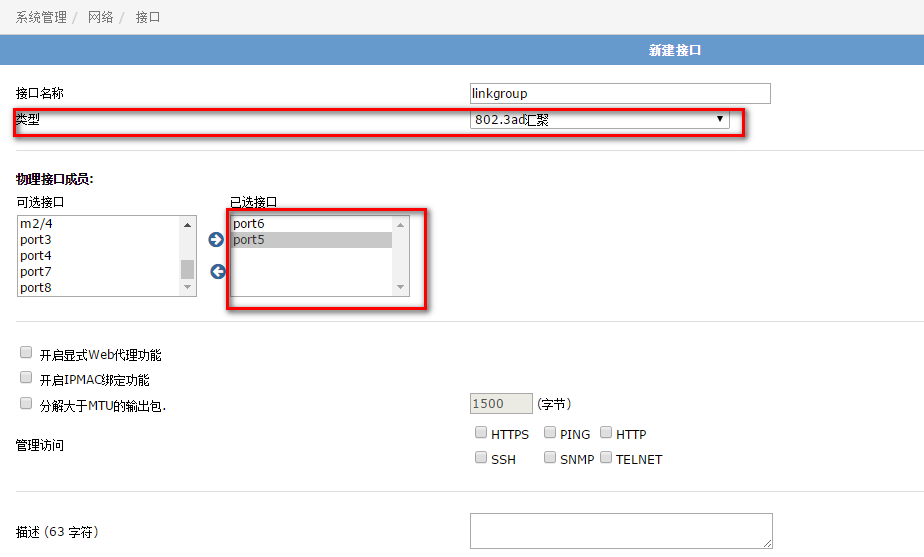 系统管理 / 网络 / 接口
新建接口
接口名称 linkgroup
类型 802.3ad汇聚
物理接口成员:
可选接口 已选接口
m2/4 port6
port3 port5
port4
port7
port8
开启显式Web代理功能
开启IPMAC绑定功能
分解大于MTU的输出包. 1500 (字节)
管理访问 HTTPS PING HTTP
SSH SNMP TELNET
描述 (63 字符)